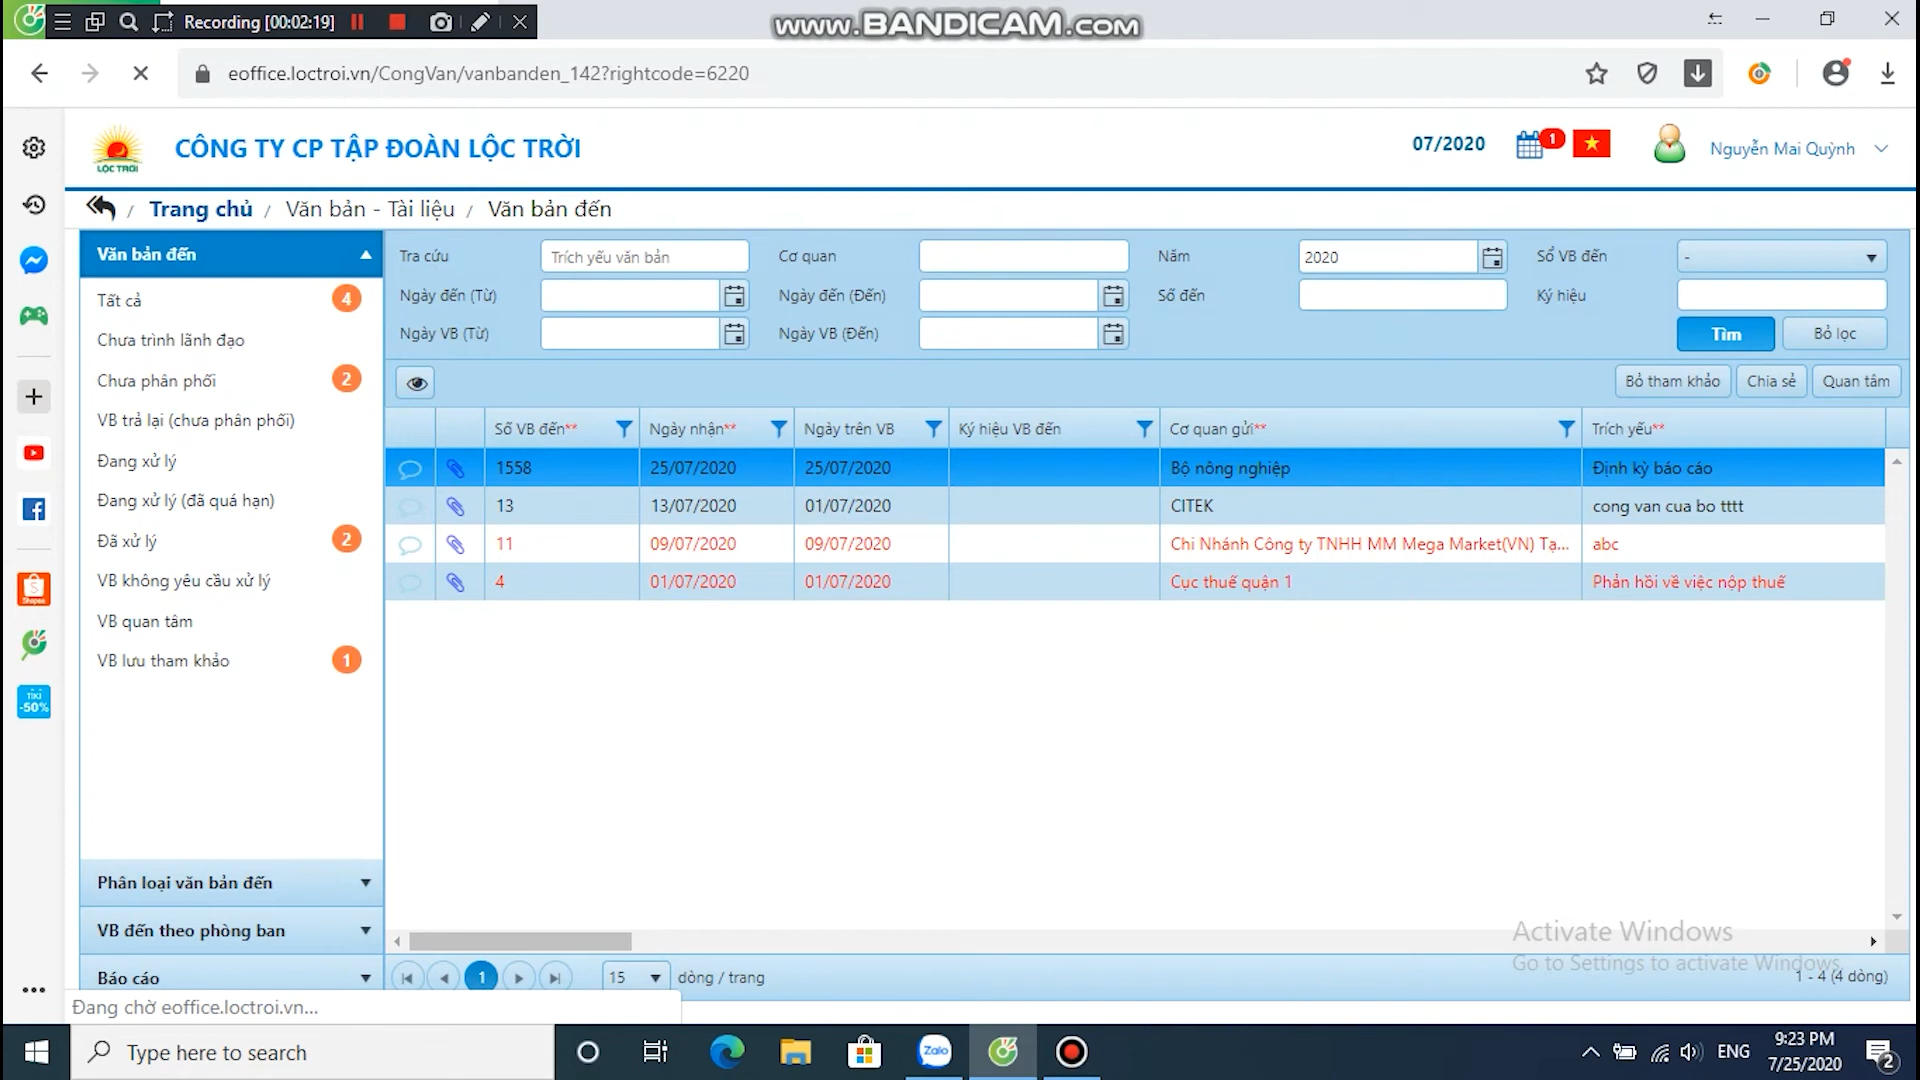 Recording [00:02:19]
www.BANDICAM.com
eoffice.loctroi.vn/CongVan/vanbanden_142?rightcode=6220
LỘC TRỜI
CÔNG TY CP TẬP ĐOÀN LỘC TRỜI
07/2020
1
Nguyễn Mai Quỳnh
/ Trang chủ / Văn bản - Tài liệu / Văn bản đến
Văn bản đến
Tất cả 4
Chưa trình lãnh đạo
Chưa phân phối 2
VB trả lại (chưa phân phối)
Đang xử lý
Đang xử lý (đã quá hạn)
Đã xử lý 2
VB không yêu cầu xử lý
VB quan tâm
VB lưu tham khảo 1
Phân loại văn bản đến
VB đến theo phòng ban
Báo cáo
Tra cứu Trích yếu văn bản Cơ quan Năm 2020 Sổ VB đến -
Ngày đến (Từ) Ngày đến (Đến) Số đến Ký hiệu
Ngày VB (Từ) Ngày VB (Đến) Tìm Bỏ lọc
Bỏ tham khảo Chia sẻ Quan tâm
Số VB đến** Ngày nhận** Ngày trên VB Ký hiệu VB đến Cơ quan gửi** Trích yếu**
1558 25/07/2020 25/07/2020 Bộ nông nghiệp Định kỳ báo cáo
13 13/07/2020 01/07/2020 CITEK cong van cua bo tttt
11 09/07/2020 09/07/2020 Chi Nhánh Công ty TNHH MM Mega Market(VN) Tạ... abc
4 01/07/2020 01/07/2020 Cục thuế quận 1 Phản hồi về việc nộp thuế
Activate Windows
Go to Settings to activate Windows.
1 15 dòng / trang 1 - 4 (4 dòng)
Đang chờ eoffice.loctroi.vn...
Shopee
TIKI
-50%
Type here to search
Zalo
ENG
9:23 PM
7/25/2020
2